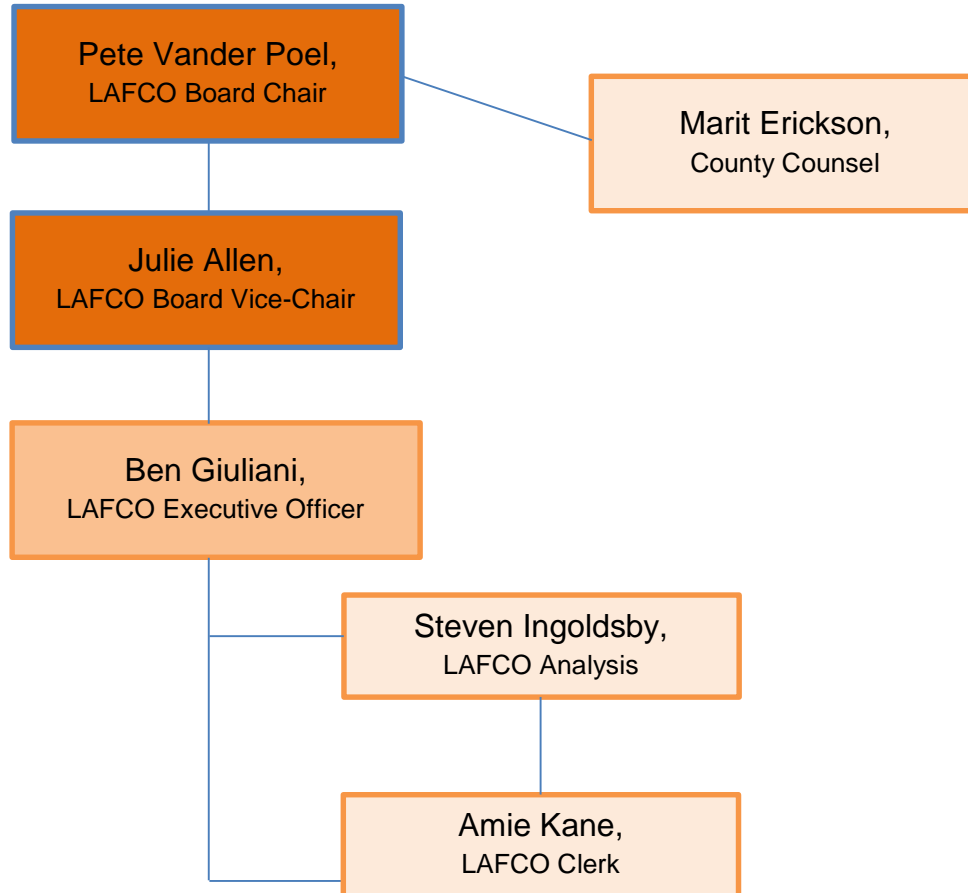 Pete Vander Poel,
LAFCO Board Chair
Marit Erickson,
County Counsel
Julie Allen,
LAFCO Board Vice-Chair
Ben Giuliani,
LAFCO Executive Officer
Steven Ingoldsby,
LAFCO Analysis
Amie Kane,
LAFCO Clerk